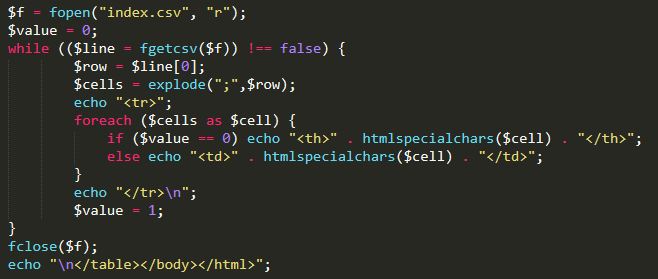 $f = fopen("index.csv", "r");
$value = 0;
while (($line = fgetcsv($f)) !== false) {
        $row = $line[0];
        $cells = explode(";",$row);
        echo "<tr>";
        foreach ($cells as $cell) {
            if ($value == 0) echo "<th>" . htmlspecialchars($cell) . "</th>";
            else echo "<td>" . htmlspecialchars($cell) . "</td>";
        }
        echo "</tr>\n";
        $value = 1;
}
fclose($f);
echo "\n</table></body></html>";